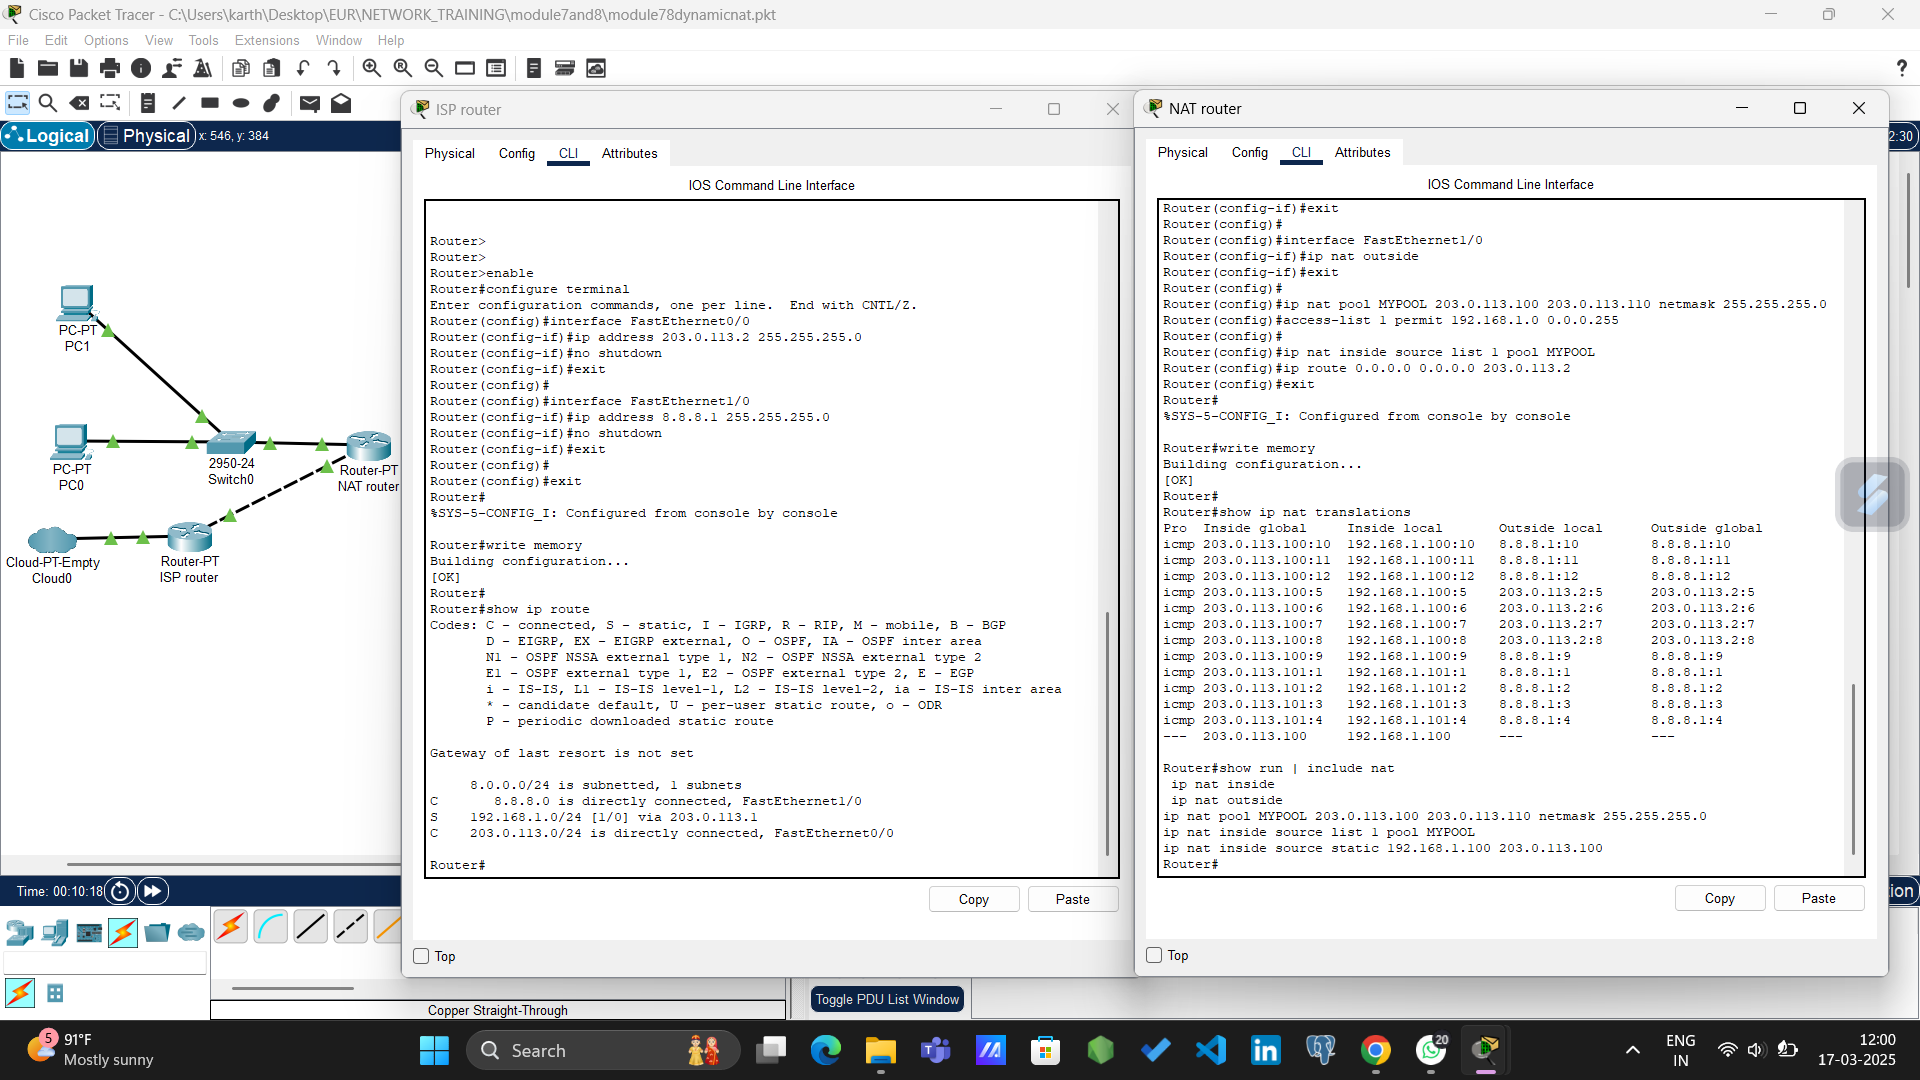 Cisco Packet Tracer - C:\Users\karth\Desktop\EUR\NETWORK_TRAINING\module7and8\module78dynamicnat.pkt
File Edit Options View Tools Extensions Window Help
?
Logical Physical x: 546, y: 384
2:30
PC-PT
PC1
PC-PT
PC0
2950-24
Switch0
Router-PT
NAT router
Cloud-PT-Empty
Cloud0
Router-PT
ISP router
ISP router
Physical Config CLI Attributes
IOS Command Line Interface
Router>
Router>
Router>enable
Router#configure terminal
Enter configuration commands, one per line.  End with CNTL/Z.
Router(config)#interface FastEthernet0/0
Router(config-if)#ip address 203.0.113.2 255.255.255.0
Router(config-if)#no shutdown
Router(config-if)#exit
Router(config)#
Router(config)#interface FastEthernet1/0
Router(config-if)#ip address 8.8.8.1 255.255.255.0
Router(config-if)#no shutdown
Router(config-if)#exit
Router(config)#
Router(config)#exit
Router#
%SYS-5-CONFIG_I: Configured from console by console
Router#write memory
Building configuration...
[OK]
Router#
Router#show ip route
Codes: C - connected, S - static, I - IGRP, R - RIP, M - mobile, B - BGP
D - EIGRP, EX - EIGRP external, O - OSPF, IA - OSPF inter area
N1 - OSPF NSSA external type 1, N2 - OSPF NSSA external type 2
E1 - OSPF external type 1, E2 - OSPF external type 2, E - EGP
i - IS-IS, L1 - IS-IS level-1, L2 - IS-IS level-2, ia - IS-IS inter area
* - candidate default, U - per-user static route, o - ODR
P - periodic downloaded static route
Gateway of last resort is not set
8.0.0.0/24 is subnetted, 1 subnets
C 8.8.8.0 is directly connected, FastEthernet1/0
S 192.168.1.0/24 [1/0] via 203.0.113.1
C 203.0.113.0/24 is directly connected, FastEthernet0/0
Router#
Copy Paste
Top
NAT router
Physical Config CLI Attributes
IOS Command Line Interface
Router(config-if)#exit
Router(config)#
Router(config)#interface FastEthernet1/0
Router(config-if)#ip nat outside
Router(config-if)#exit
Router(config)#
Router(config)#ip nat pool MYPOOL 203.0.113.100 203.0.113.110 netmask 255.255.255.0
Router(config)#access-list 1 permit 192.168.1.0 0.0.0.255
Router(config)#
Router(config)#ip nat inside source list 1 pool MYPOOL
Router(config)#ip route 0.0.0.0 0.0.0.0 203.0.113.2
Router(config)#exit
Router#
%SYS-5-CONFIG_I: Configured from console by console
Router#write memory
Building configuration...
[OK]
Router#
Router#show ip nat translations
Pro Inside global Inside local Outside local Outside global
icmp 203.0.113.100:10 192.168.1.100:10 8.8.8.1:10 8.8.8.1:10
icmp 203.0.113.100:11 192.168.1.100:11 8.8.8.1:11 8.8.8.1:11
icmp 203.0.113.100:12 192.168.1.100:12 8.8.8.1:12 8.8.8.1:12
icmp 203.0.113.100:5 192.168.1.100:5 203.0.113.2:5 203.0.113.2:5
icmp 203.0.113.100:6 192.168.1.100:6 203.0.113.2:6 203.0.113.2:6
icmp 203.0.113.100:7 192.168.1.100:7 203.0.113.2:7 203.0.113.2:7
icmp 203.0.113.100:8 192.168.1.100:8 203.0.113.2:8 203.0.113.2:8
icmp 203.0.113.100:9 192.168.1.100:9 8.8.8.1:9 8.8.8.1:9
icmp 203.0.113.101:1 192.168.1.101:1 8.8.8.1:1 8.8.8.1:1
icmp 203.0.113.101:2 192.168.1.101:2 8.8.8.1:2 8.8.8.1:2
icmp 203.0.113.101:3 192.168.1.101:3 8.8.8.1:3 8.8.8.1:3
icmp 203.0.113.101:4 192.168.1.101:4 8.8.8.1:4 8.8.8.1:4
--- 203.0.113.100 192.168.1.100 --- ---
Router#show run | include nat
ip nat inside
ip nat outside
ip nat pool MYPOOL 203.0.113.100 203.0.113.110 netmask 255.255.255.0
ip nat inside source list 1 pool MYPOOL
ip nat inside source static 192.168.1.100 203.0.113.100
Router#
Copy Paste
Top
Time: 00:10:18
ion
Copper Straight-Through
Toggle PDU List Window
5
91°F
Mostly sunny
Search
20
ENG
IN
12:00
17-03-2025